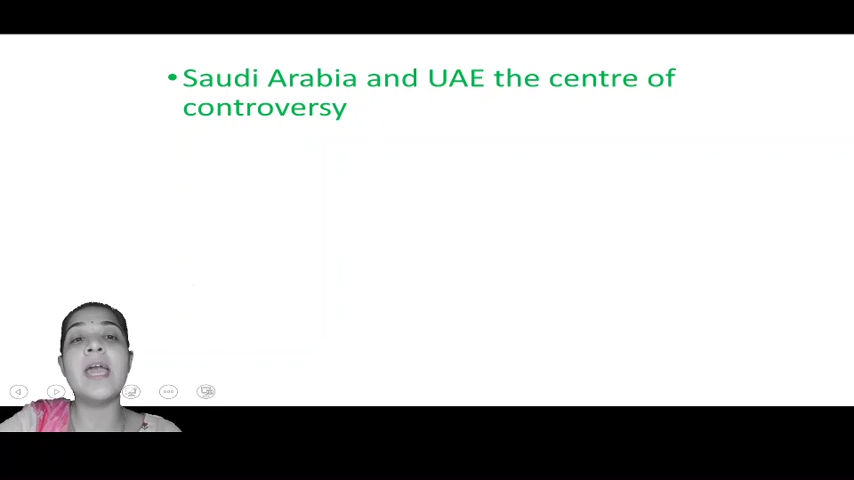 • Saudi Arabia and UAE the centre of
controversy